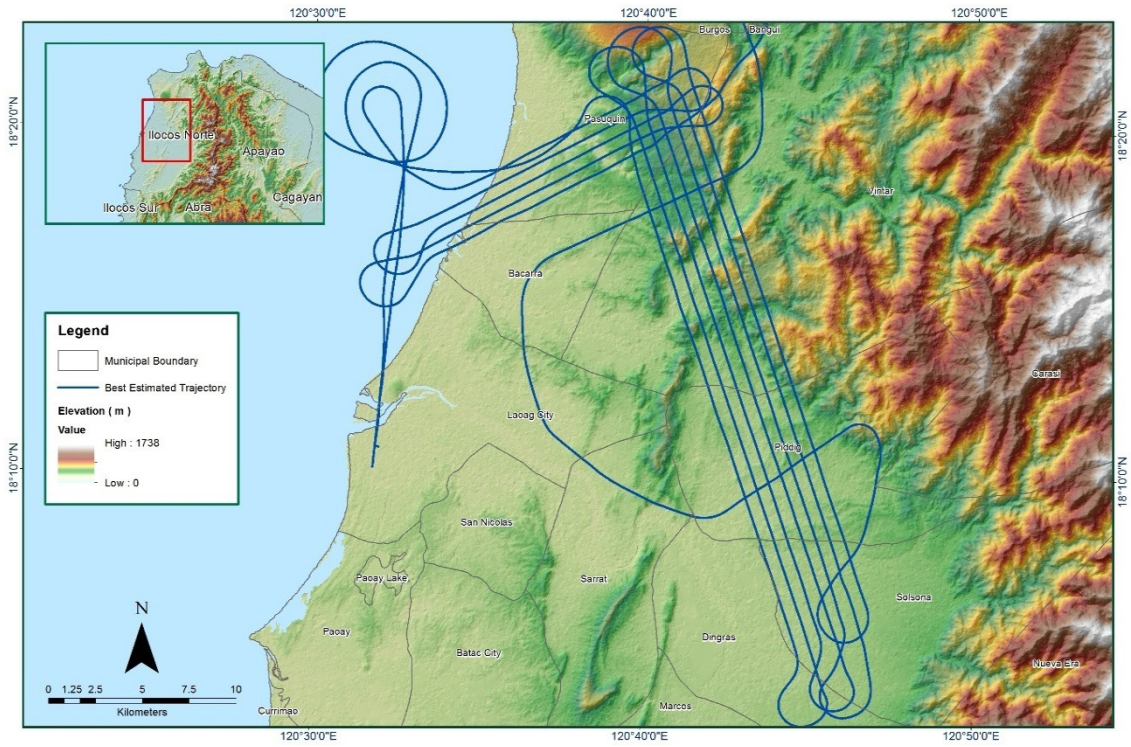 120°30'0"E
120°40'0"E
120°50'0"E
Burgos
Bangui
18°20'0"N
18°20'0"N
Ilocos Norte
Apayao
Cagayan
Ilocos Sur
Abra
Pasuquin
Vintar
Bacarra
Legend
Municipal Boundary
Best Estimated Trajectory
Elevation ( m )
Value
High : 1738
Low : 0
Carasi
Laoag City
Piddig
18°10'0"N
18°10'0"N
San Nicolas
Paoay Lake
Sarrat
Solsona
N
Paoay
Batac City
Dingras
Nueva Era
0 1.25 2.5 5 7.5 10
Kilometers
Currimao
Marcos
120°30'0"E
120°40'0"E
120°50'0"E